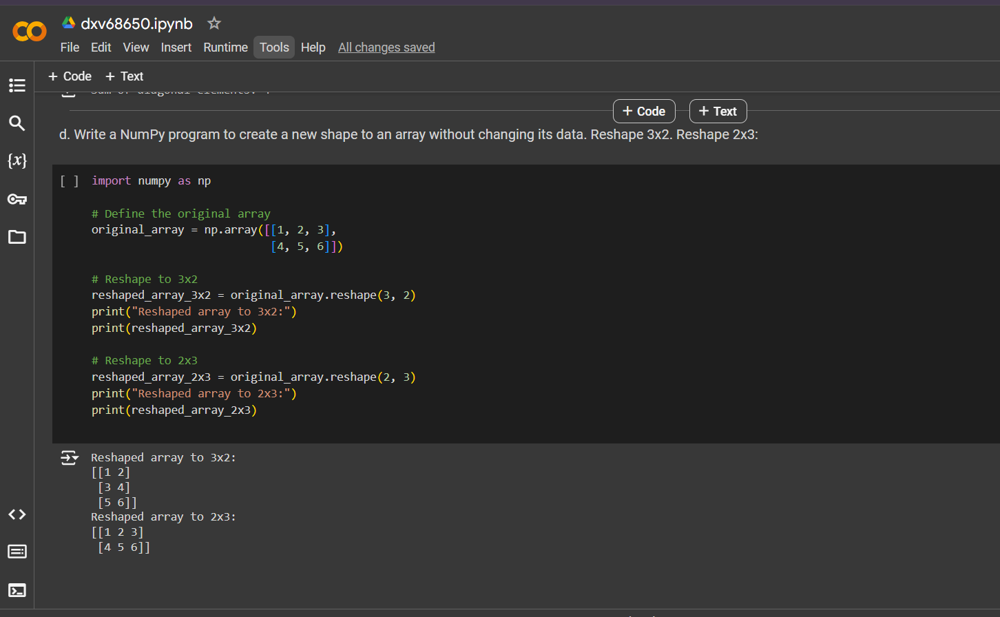 dxv68650.ipynb
File Edit View Insert Runtime Tools Help All changes saved
+ Code + Text
+ Code + Text
d. Write a NumPy program to create a new shape to an array without changing its data. Reshape 3x2. Reshape 2x3:
[ ] import numpy as np
# Define the original array
original_array = np.array([[1, 2, 3],
[4, 5, 6]])
# Reshape to 3x2
reshaped_array_3x2 = original_array.reshape(3, 2)
print("Reshaped array to 3x2:")
print(reshaped_array_3x2)
# Reshape to 2x3
reshaped_array_2x3 = original_array.reshape(2, 3)
print("Reshaped array to 2x3:")
print(reshaped_array_2x3)
Reshaped array to 3x2:
[[1 2]
[3 4]
[5 6]]
Reshaped array to 2x3:
[[1 2 3]
[4 5 6]]